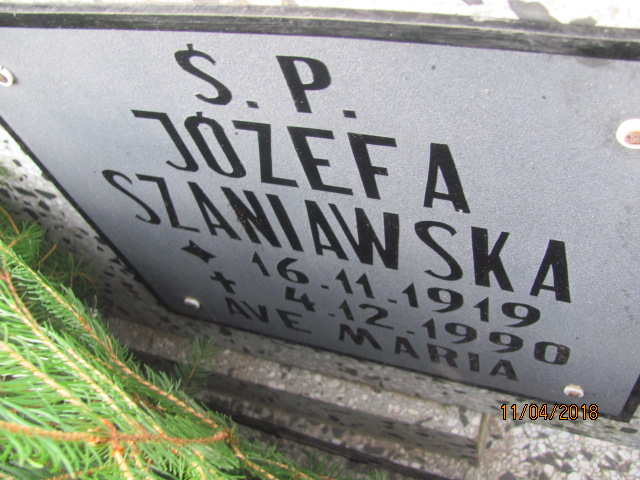 Ś. P.
JÓZEFA
SZANIAWSKA
★ 16.11.1919
+ 4.12.1990
AVE MARIA
11/04/2018